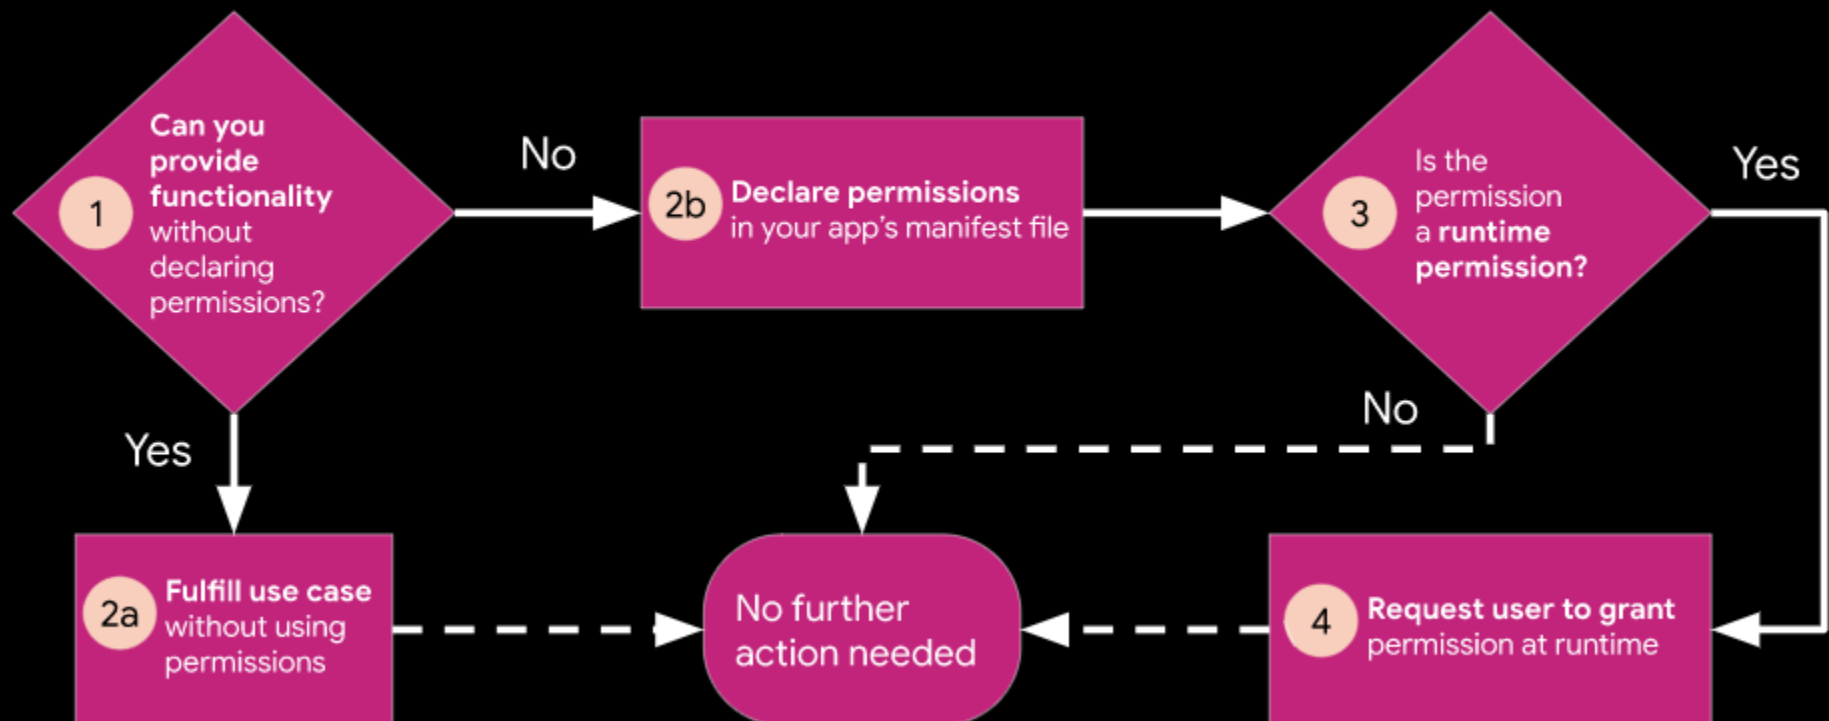 1
Can you
provide
functionality
without
declaring
permissions?
No
2b
Declare permissions
in your app's manifest file
3
Is the
permission
a runtime
permission?
Yes
No
Yes
2a
Fulfill use case
without using
permissions
No further
action needed
4
Request user to grant
permission at runtime